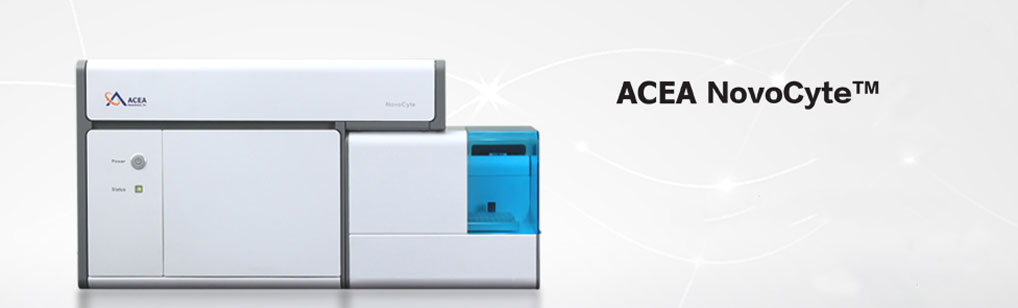 ACEA
NovoCyte
ACEA NovoCyte™
Power
Status